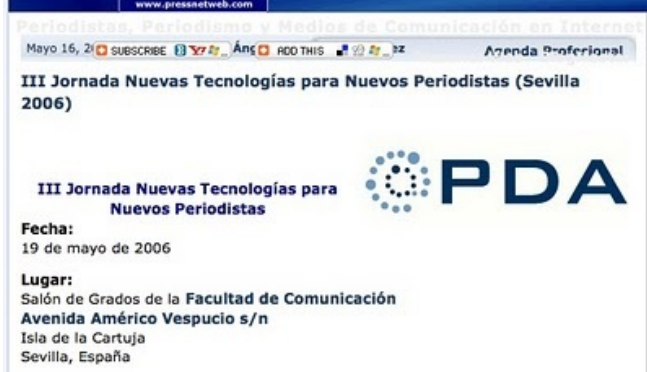 www.pressnetweb.com
Periodistas, Periodismo y Medios de Comunicación en Internet
Mayo 16, SUBSCRIBE ADD THIS Agenda Profesional
III Jornada Nuevas Tecnologías para Nuevos Periodistas (Sevilla
2006)
PDA
III Jornada Nuevas Tecnologías para
Nuevos Periodistas
Fecha:
19 de mayo de 2006
Lugar:
Salón de Grados de la Facultad de Comunicación
Avenida Américo Vespucio s/n
Isla de la Cartuja
Sevilla, España